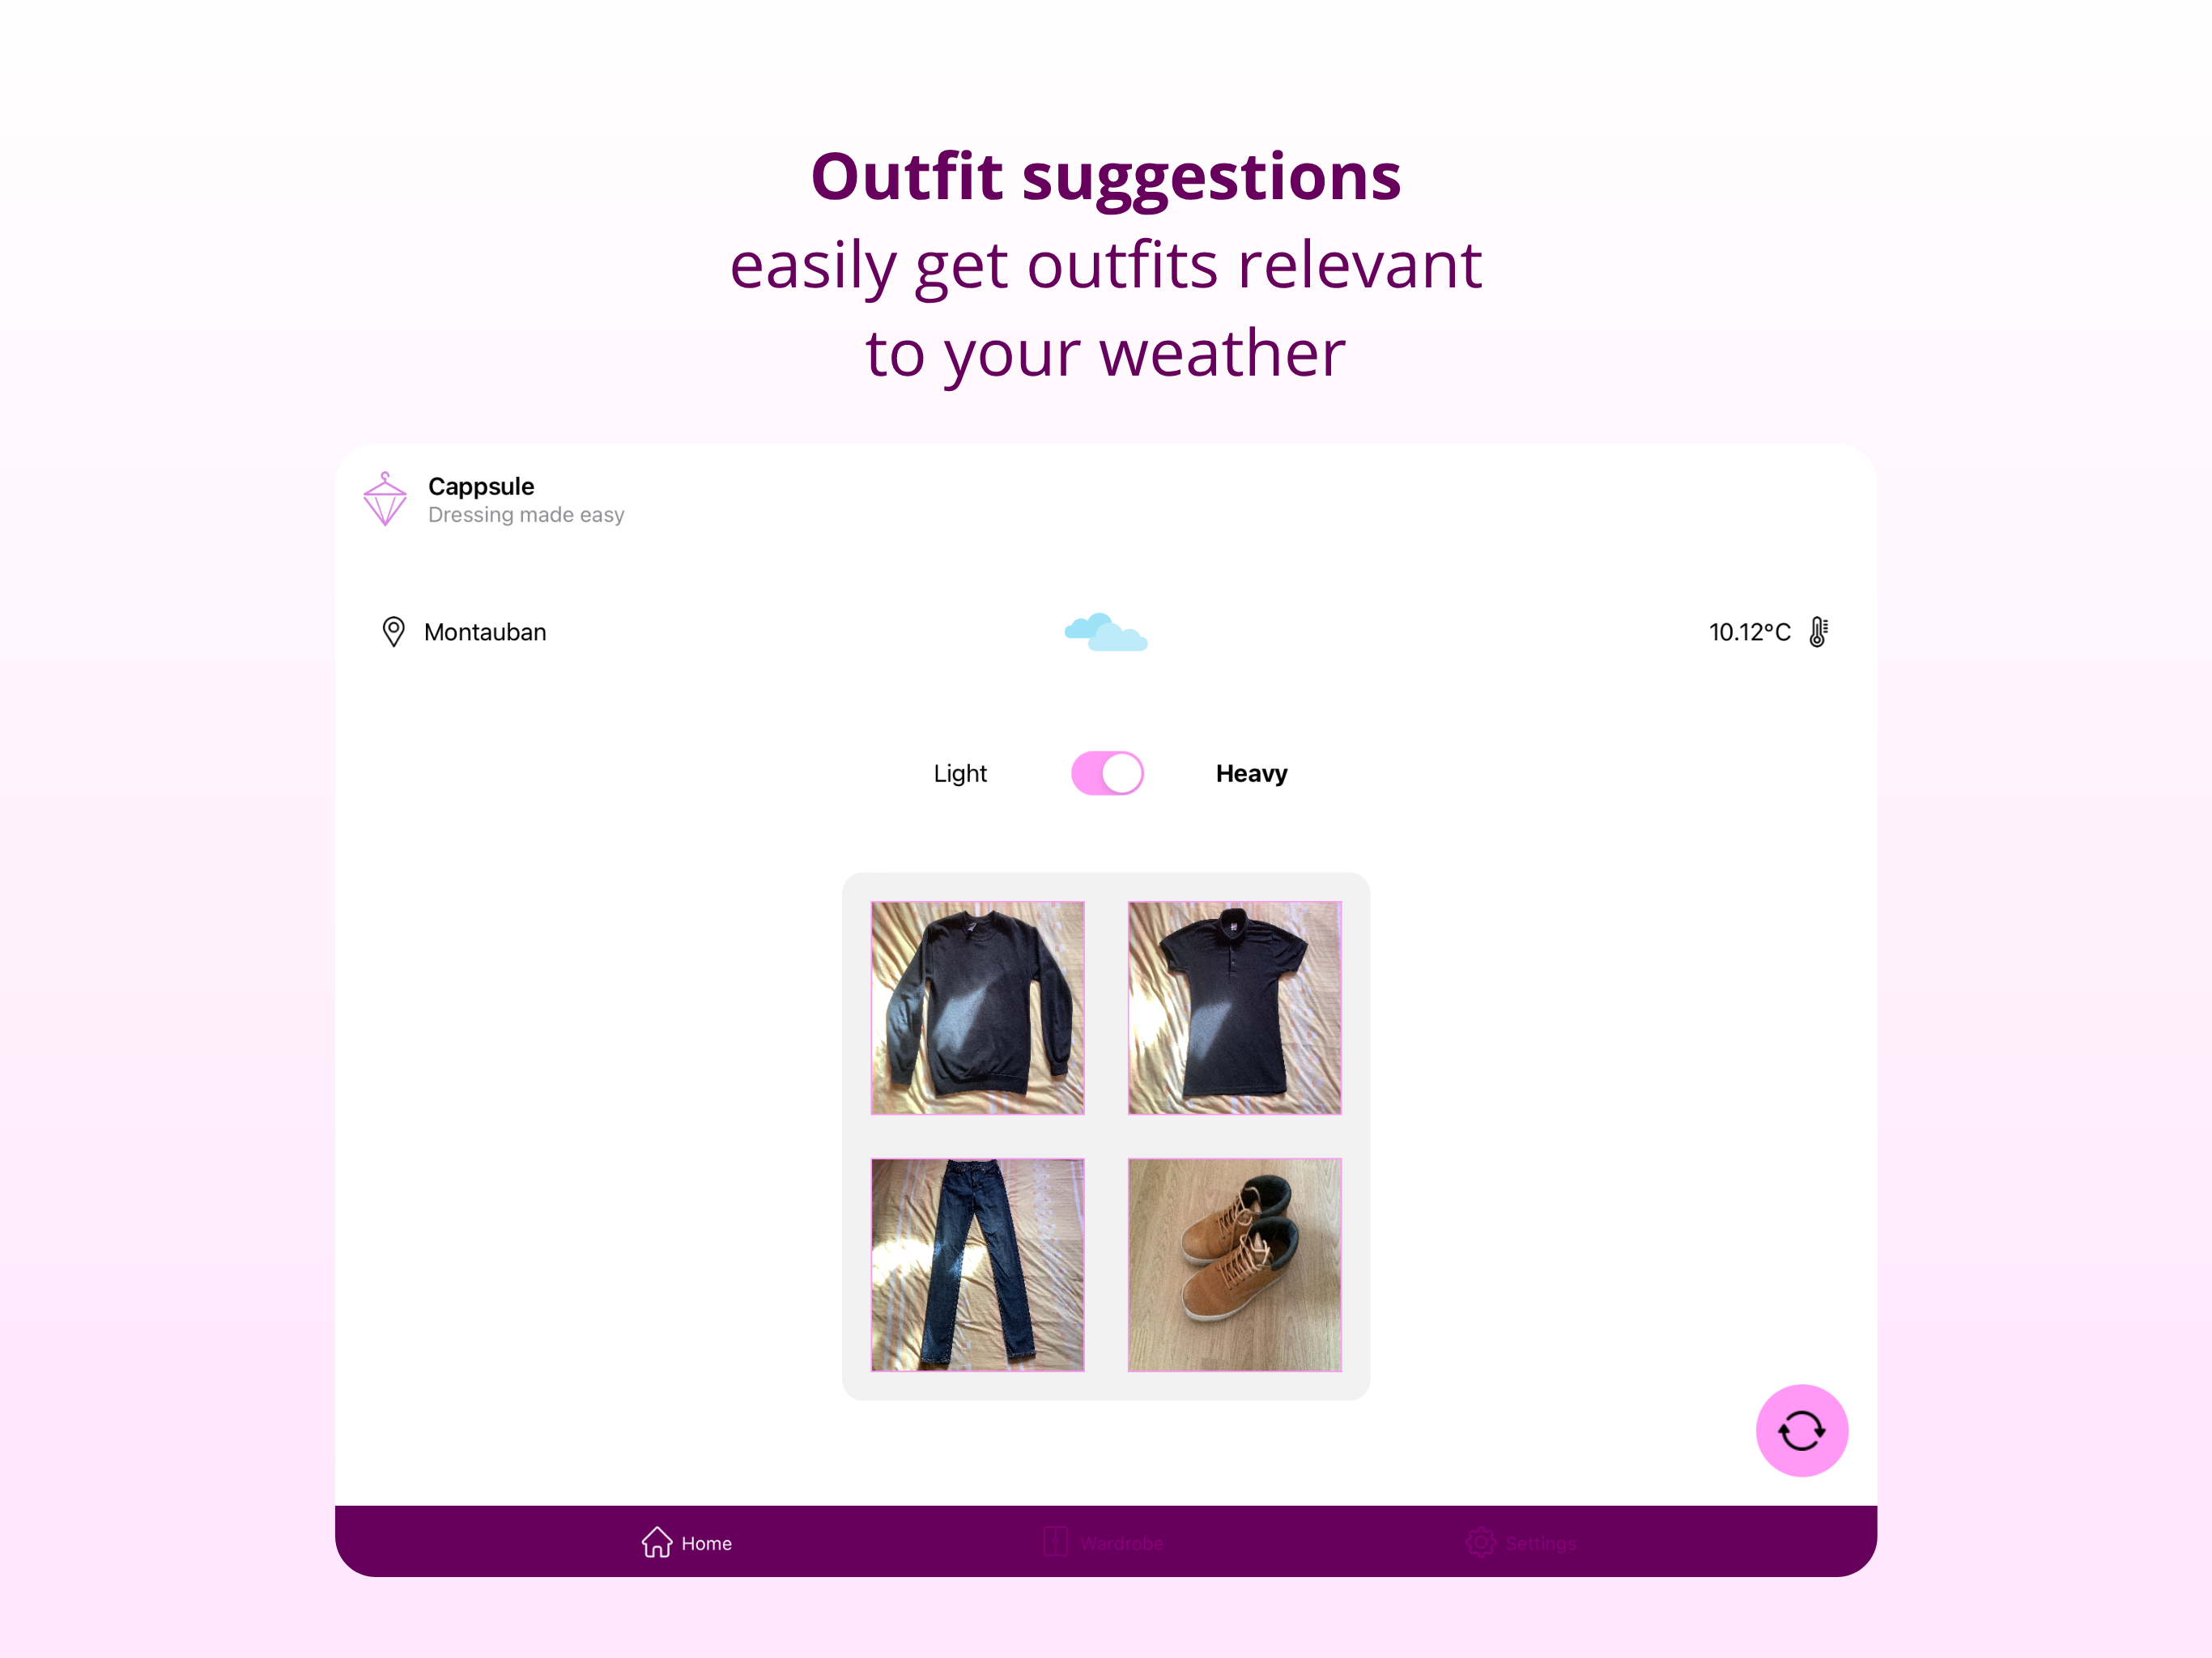 Outfit suggestions
easily get outfits relevant
to your weather
Cappsule
Dressing made easy
Montauban
10.12°C
Light
Heavy
Home
Wardrobe
Settings